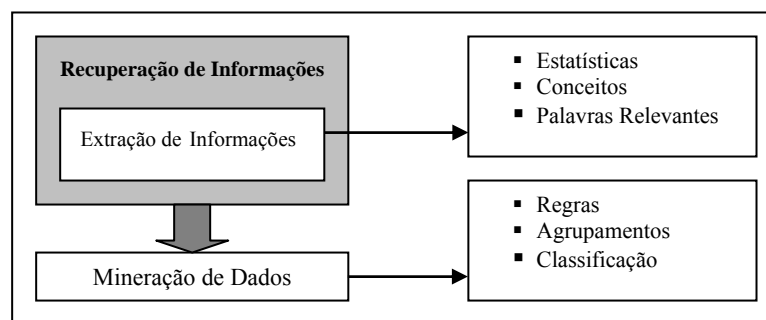 Recuperação de Informações
Extração de Informações
▪ Estatísticas
▪ Conceitos
▪ Palavras Relevantes
Mineração de Dados
▪ Regras
▪ Agrupamentos
▪ Classificação